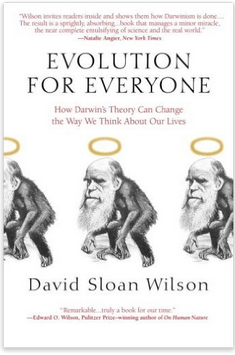 "Wilson invites readers inside and shows them how Darwinism is done…
The result is a sprightly, absorbing...book that manages a minor miracle,
the near complete emulsifying of science and the real world."
—Natalie Angier, New York Times
EVOLUTION
FOR EVERYONE
How Darwin's Theory Can Change
the Way We Think About Our Lives
David Sloan Wilson
"Remarkable...truly a book for our time."
—Edward O. Wilson, Pulitzer Prize–winning author of On Human Nature